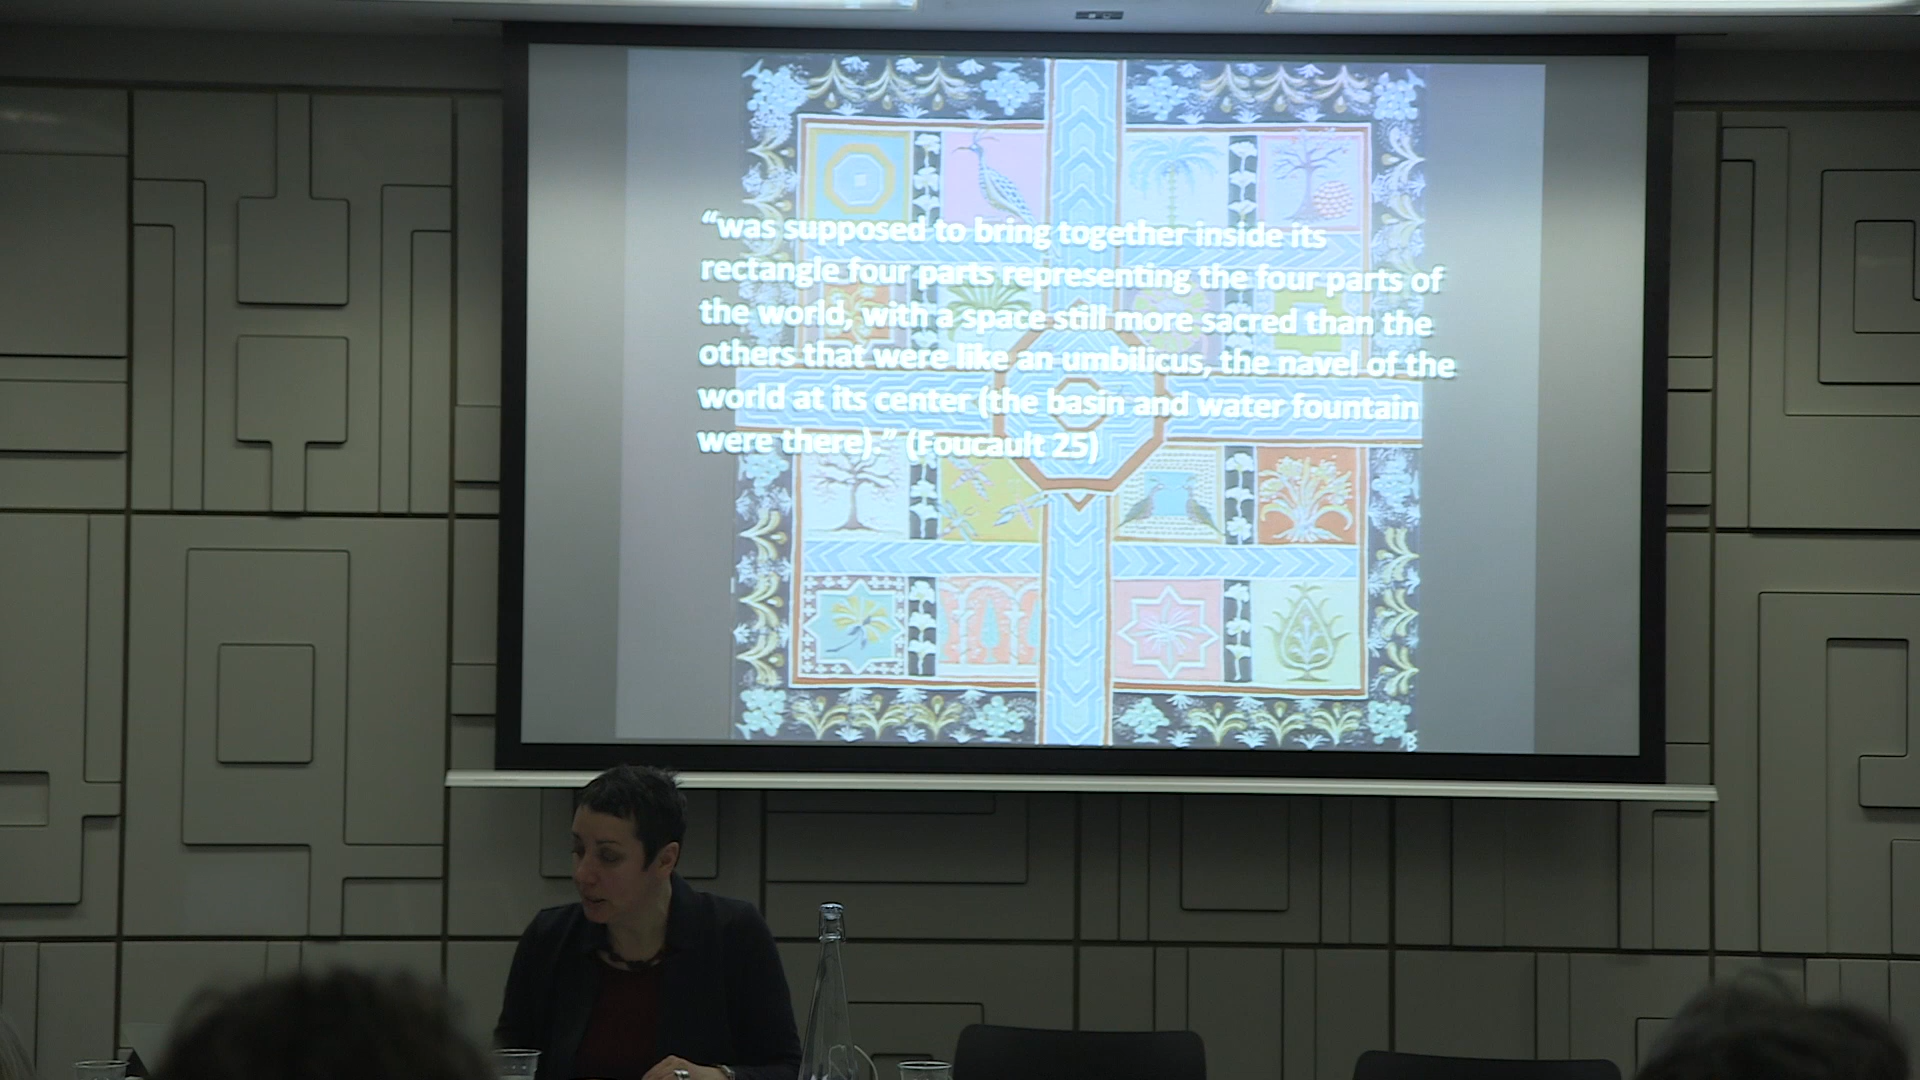 “was supposed to bring together inside its
rectangle four parts representing the four parts of
the world, with a space still more sacred than the
others that were like an umbilicus, the navel of the
world at its center (the basin and water fountain
were there).” (Foucault 25)